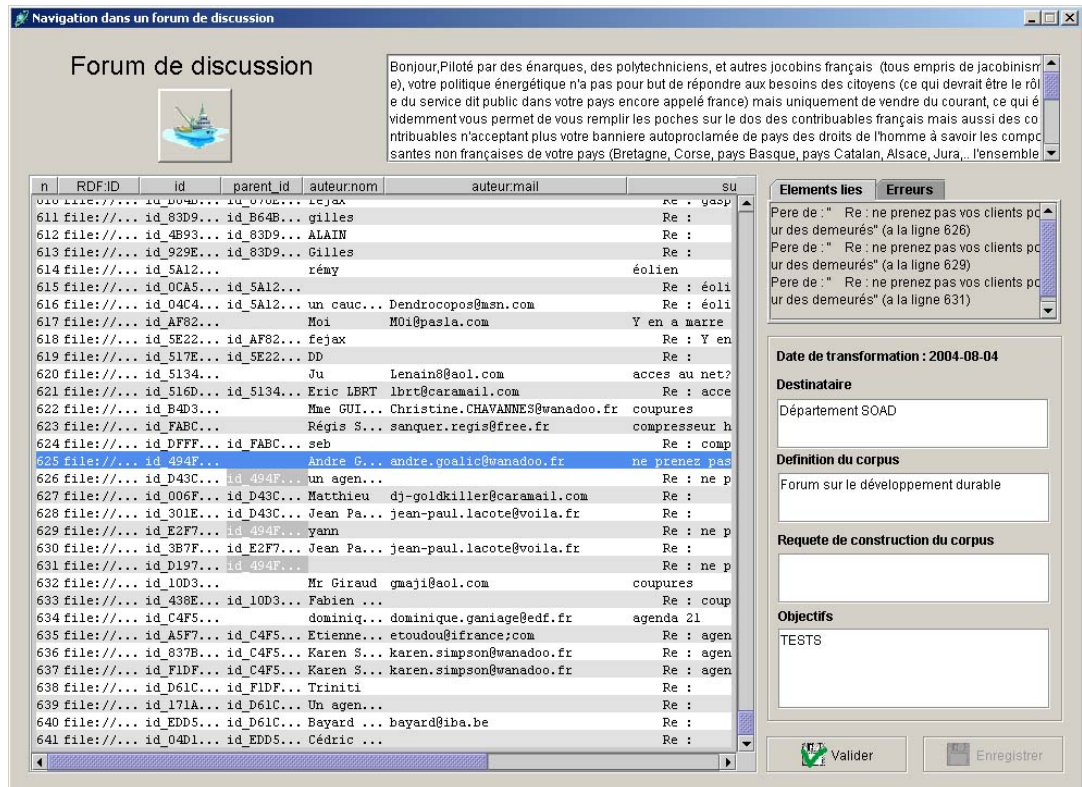 Navigation dans un forum de discussion
Forum de discussion
Bonjour,Piloté par des énarques, des polytechniciens, et autres jocobins français (tous empris de jacobinism
e), votre politique énergétique n'a pas pour but de répondre aux besoins des citoyens (ce qui devrait être le rôl
e du service dit public dans votre pays encore appelé france) mais uniquement de vendre du courant, ce qui é
videmment vous permet de vous remplir les poches sur le dos des contribuables français mais aussi des co
ntribuables n'acceptant plus votre banniere autoproclamée de pays des droits de l'homme à savoir les compo
santes non françaises de votre pays (Bretagne, Corse, pays Basque, pays Catalan, Alsace, Jura,.. l'ensemble
n RDF:ID id parent_id auteur:nom auteur:mail su
611 file://... id_83D9... id_B64B... gilles Re :
612 file://... id_4B93... id_83D9... ALAIN Re :
613 file://... id_929E... id_83D9... Gilles Re :
614 file://... id_5A12... rémy éolien
615 file://... id_0CA5... id_5A12... Re : éoli
616 file://... id_04C4... id_5A12... un cauc... Dendrocopos@msn.com Re : éoli
617 file://... id_AF82... Moi M0i@pasla.com Y en a marre
618 file://... id_5E22... id_AF82... fejax Re : Y en
619 file://... id_517E... id_5E22... DD Re :
620 file://... id_5134... Ju Lenain8@aol.com acces au net?
621 file://... id_516D... id_5134... Eric LBRT lbrt@caramail.com Re : acce
622 file://... id_B4D3... Mme GUI... Christine.CHAVANNES@wanadoo.fr coupures
623 file://... id_FABC... Régis S... sanquer.regis@free.fr compresseur h
624 file://... id_DFFF... id_FABC... seb Re : comp
625 file://... id_494F... Andre G... andre.goalic@wanadoo.fr ne prenez pas
626 file://... id_D43C... id_494F... un agen... Re : ne p
627 file://... id_006F... id_D43C... Matthieu dj-goldkiller@caramail.com Re :
628 file://... id_301E... id_D43C... Jean Pa... jean-paul.lacote@voila.fr Re :
629 file://... id_E2F7... id_494F... yann Re : ne p
630 file://... id_3B7F... id_E2F7... Jean Pa... jean-paul.lacote@voila.fr Re :
631 file://... id_D197... id_494F... Re : ne p
632 file://... id_10D3... Mr Giraud gmaji@aol.com coupures
633 file://... id_438E... id_10D3... Fabien ... Re : coup
634 file://... id_C4F5... dominiq... dominique.ganiage@edf.fr agenda 21
635 file://... id_A5F7... id_C4F5... Etienne... etoudou@ifrance;com Re : agen
636 file://... id_837B... id_C4F5... Karen S... karen.simpson@wanadoo.fr Re : agen
637 file://... id_F1DF... id_C4F5... Karen S... karen.simpson@wanadoo.fr Re : agen
638 file://... id_D61C... id_F1DF... Triniti Re :
639 file://... id_171A... id_D61C... Un agen... Re :
640 file://... id_EDD5... id_D61C... Bayard ... bayard@iba.be Re :
641 file://... id_04D1... id_EDD5... Cédric ... Re :
Elements lies Erreurs
Pere de :" Re : ne prenez pas vos clients po
ur des demeurés" (a la ligne 626)
Pere de :" Re : ne prenez pas vos clients po
ur des demeurés" (a la ligne 629)
Pere de :" Re : ne prenez pas vos clients po
ur des demeurés" (a la ligne 631)
Date de transformation : 2004-08-04
Destinataire
Département SOAD
Definition du corpus
Forum sur le développement durable
Requete de construction du corpus
Objectifs
TESTS
Valider
Enregistrer